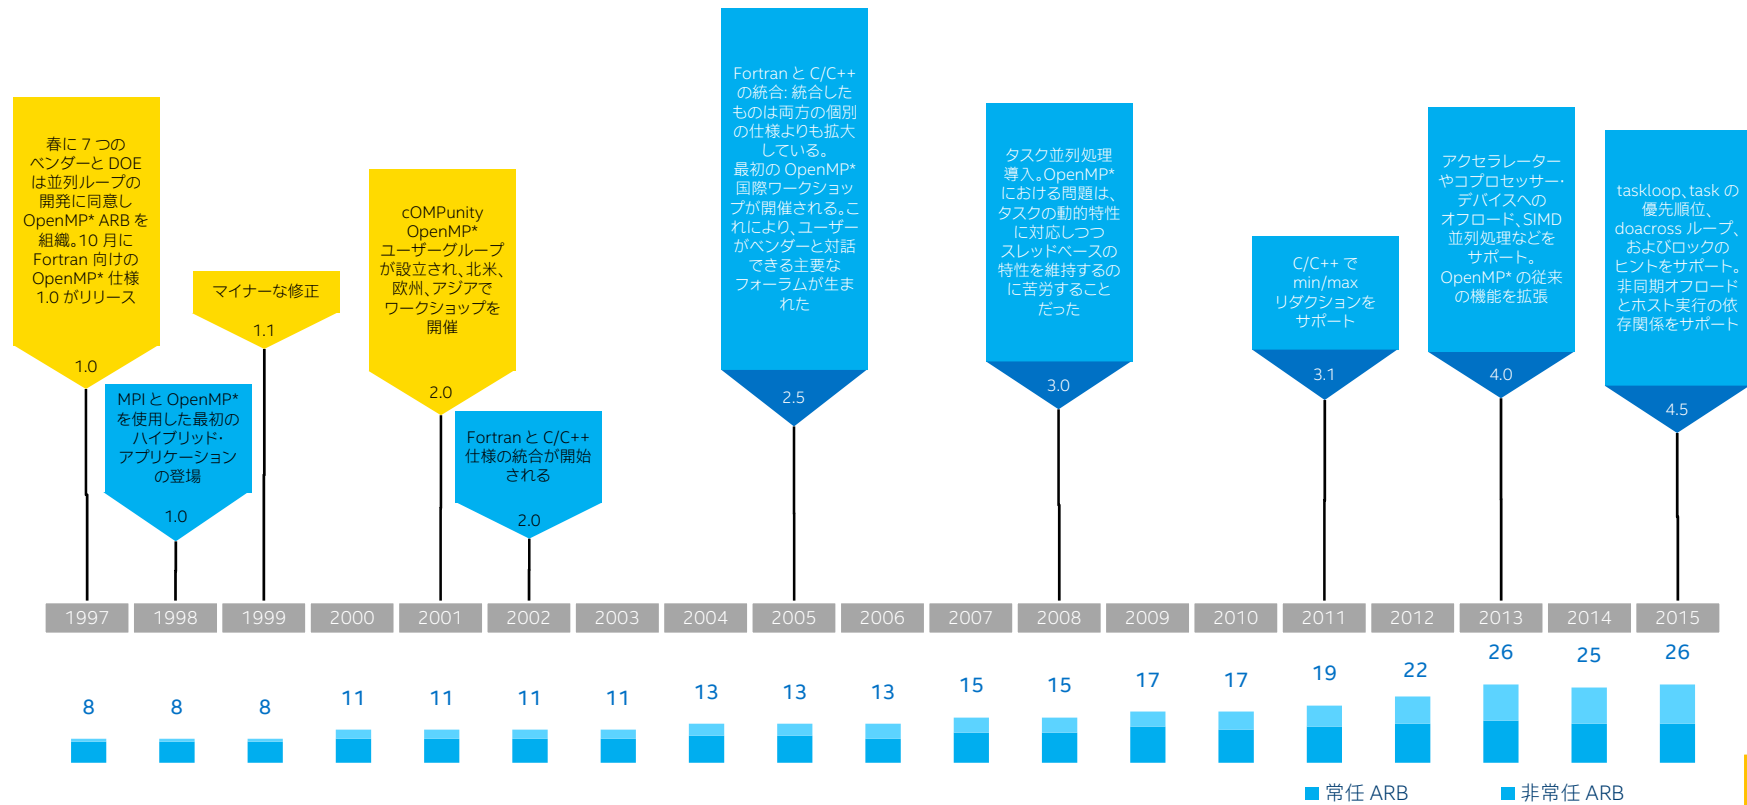 春に 7 つの
ベンダーと DOE
は並列ループの
開発に同意し
OpenMP* ARB を
組織。10 月に
Fortran 向けの
OpenMP* 仕様
1.0 がリリース
1.0
MPI と OpenMP*
を使用した最初の
ハイブリッド・
アプリケーション
の登場
1.0
マイナーな修正
1.1
cOMPunity
OpenMP*
ユーザーグループ
が設立され、北米、
欧州、アジアで
ワークショップを
開催
2.0
Fortran と C/C++
仕様の統合が開始
される
2.0
Fortran と C/C++
の統合: 統合した
ものは両方の個別
の仕様よりも拡大
している。
最初の OpenMP*
国際ワークショッ
プが開催される。こ
れにより、ユーザー
がベンダーと対話
できる主要な
フォーラムが生ま
れた
2.5
タスク並列処理
導入。OpenMP*
における問題は、
タスクの動的特性
に対応しつつ
スレッドベースの
特性を維持するの
に苦労すること
だった
3.0
C/C++ で
min/max
リダクションを
サポート
3.1
アクセラレーター
やコプロセッサー・
デバイスへの
オフロード、SIMD
並列処理などを
サポート。
OpenMP* の従来
の機能を拡張
4.0
taskloop、task の
優先順位、
doacross ループ、
およびロックの
ヒントをサポート。
非同期オフロード
とホスト実行の依
存関係をサポート
4.5
1997 1998 1999 2000 2001 2002 2003 2004 2005 2006 2007 2008 2009 2010 2011 2012 2013 2014 2015
8 8 8 11 11 11 11 13 13 13 15 15 17 17 19 22 26 25 26
常任 ARB 非常任 ARB